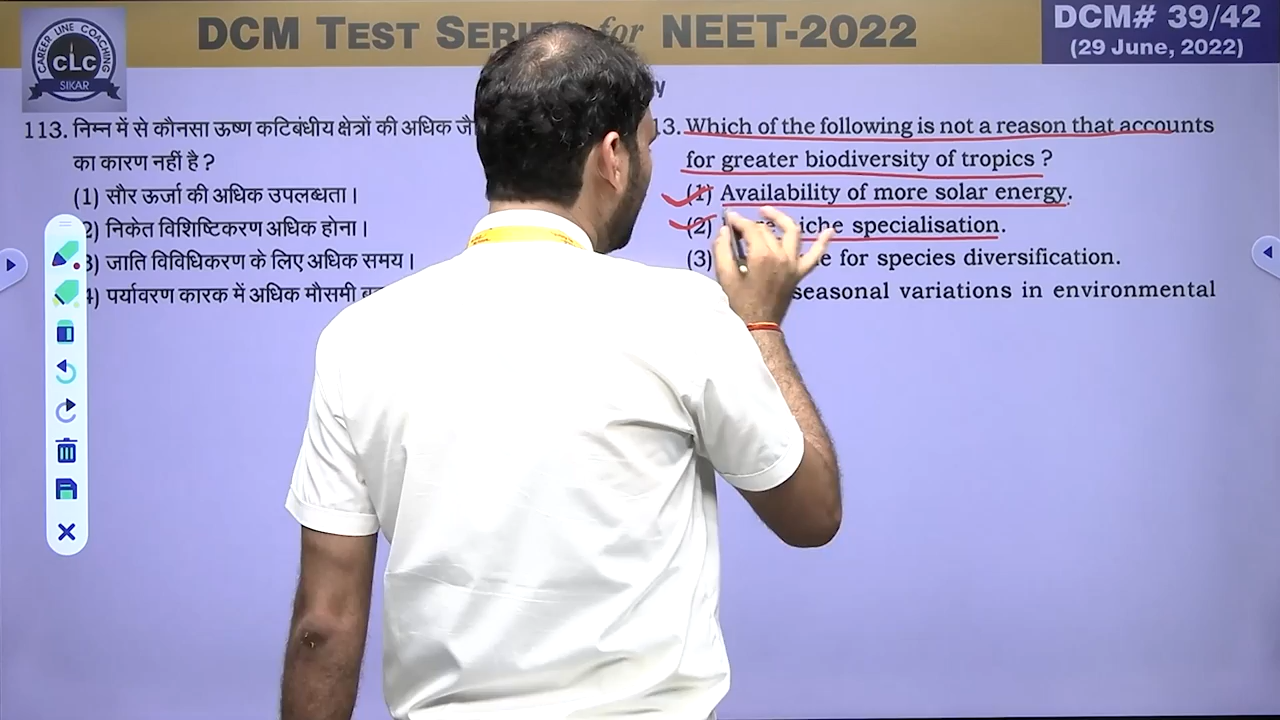 DCM TEST SERI for NEET-2022
DCM# 39/42
(29 June, 2022)
CAREER LINE COACHING
CLC
SIKAR
113. निम्न में से कौनसा ऊष्ण कटिबंधीय क्षेत्रों की अधिक
का कारण नहीं है ?
(1) सौर ऊर्जा की अधिक उपलब्धता।
2) निकेत विशिष्टिकरण अधिक होना।
3) जाति विविधिकरण के लिए अधिक समय।
4) पर्यावरण कारक में अधिक मौसमी
13. Which of the following is not a reason that accounts
for greater biodiversity of tropics ?
(1) Availability of more solar energy.
(2) niche specialisation.
(3) for species diversification.
seasonal variations in environmental